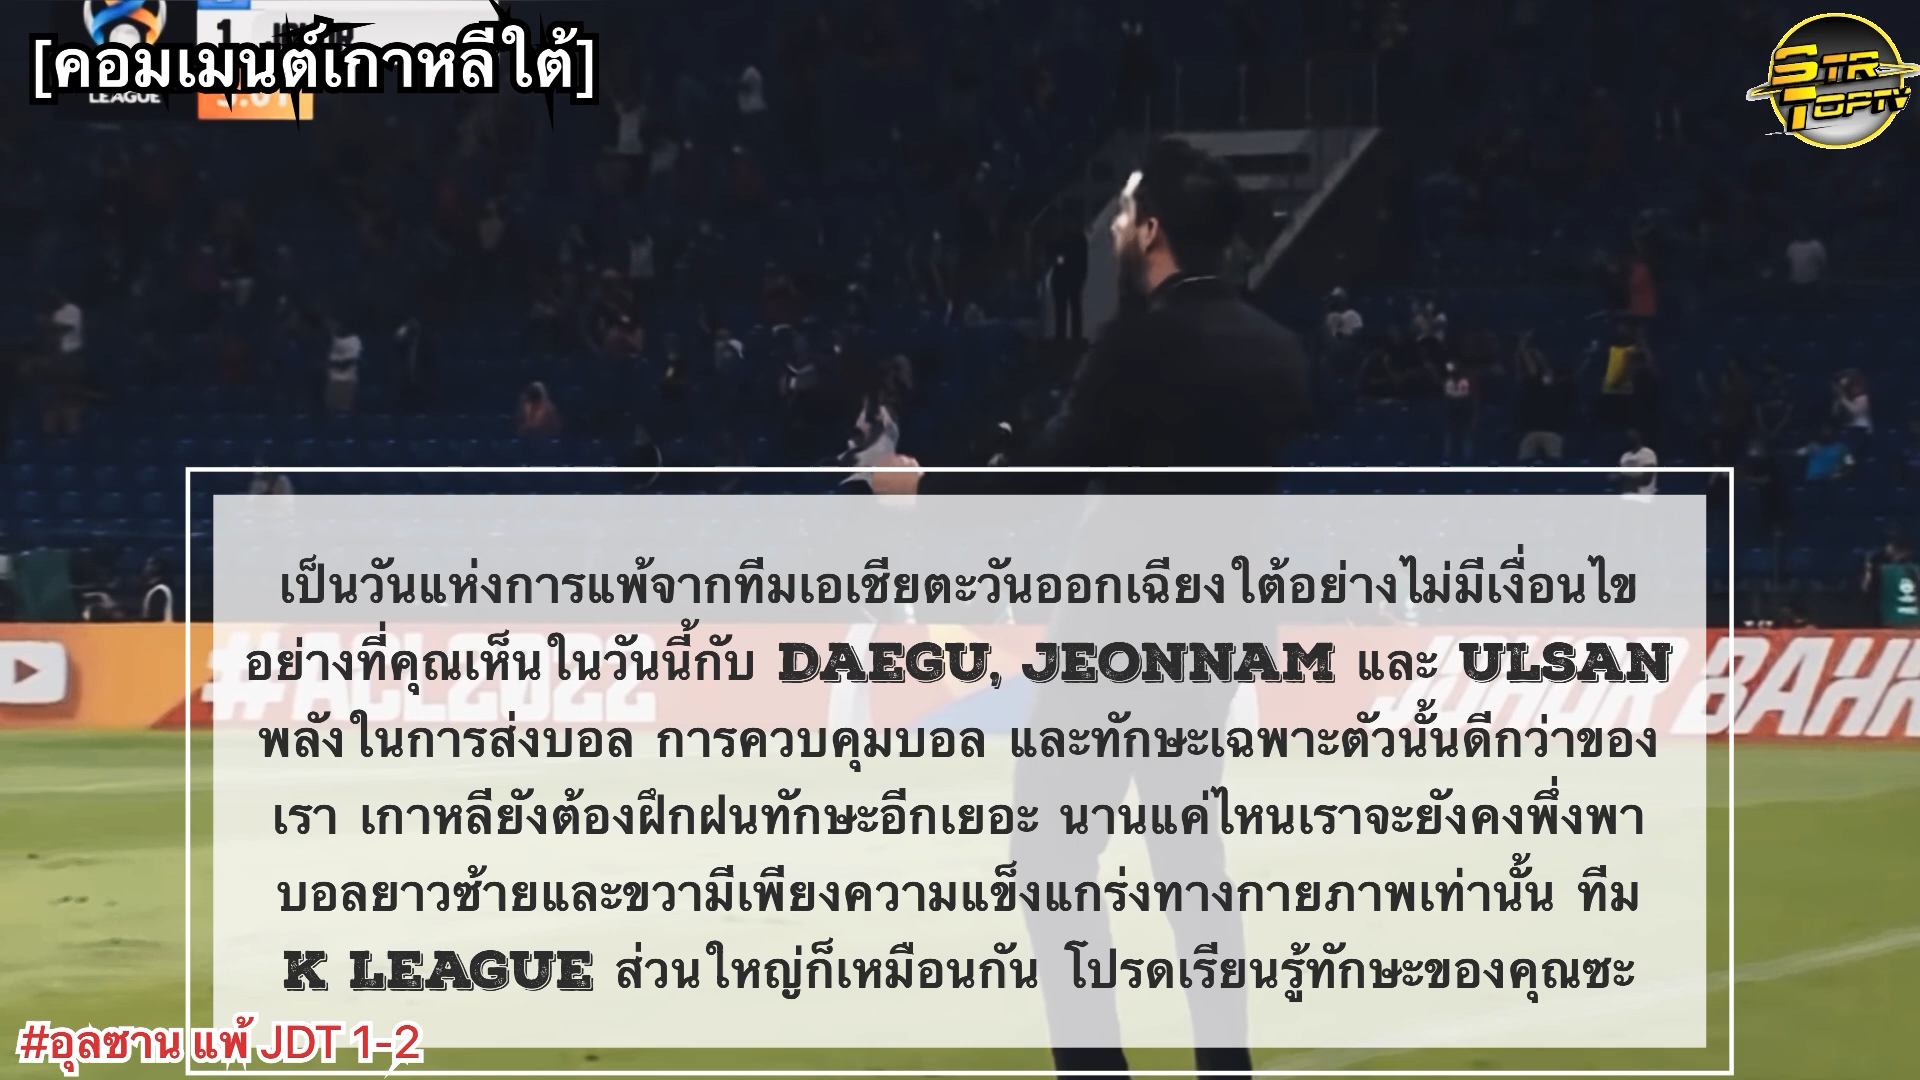 1
[คอมเมนต์เกาหลีใต้]
LEAGUE
STR
TOPTV
เป็นวันแห่งการแพ้จากทีมเอเชียตะวันออกเฉียงใต้อย่างไม่มีเงื่อนไข
อย่างที่คุณเห็นในวันนี้กับ DAEGU, JEONNAM และ ULSAN
พลังในการส่งบอล การควบคุมบอล และทักษะเฉพาะตัวนั้นดีกว่าของ
เรา เกาหลียังต้องฝึกฝนทักษะอีกเยอะ นานแค่ไหนเราจะยังคงพึ่งพา
บอลยาวซ้ายและขวามีเพียงความแข็งแกร่งทางกายภาพเท่านั้น ทีม
K LEAGUE ส่วนใหญ่ก็เหมือนกัน โปรดเรียนรู้ทักษะของคุณซะ
#ACL2022
JOHOR BAHR
#อุลซาน แพ้ JDT 1-2